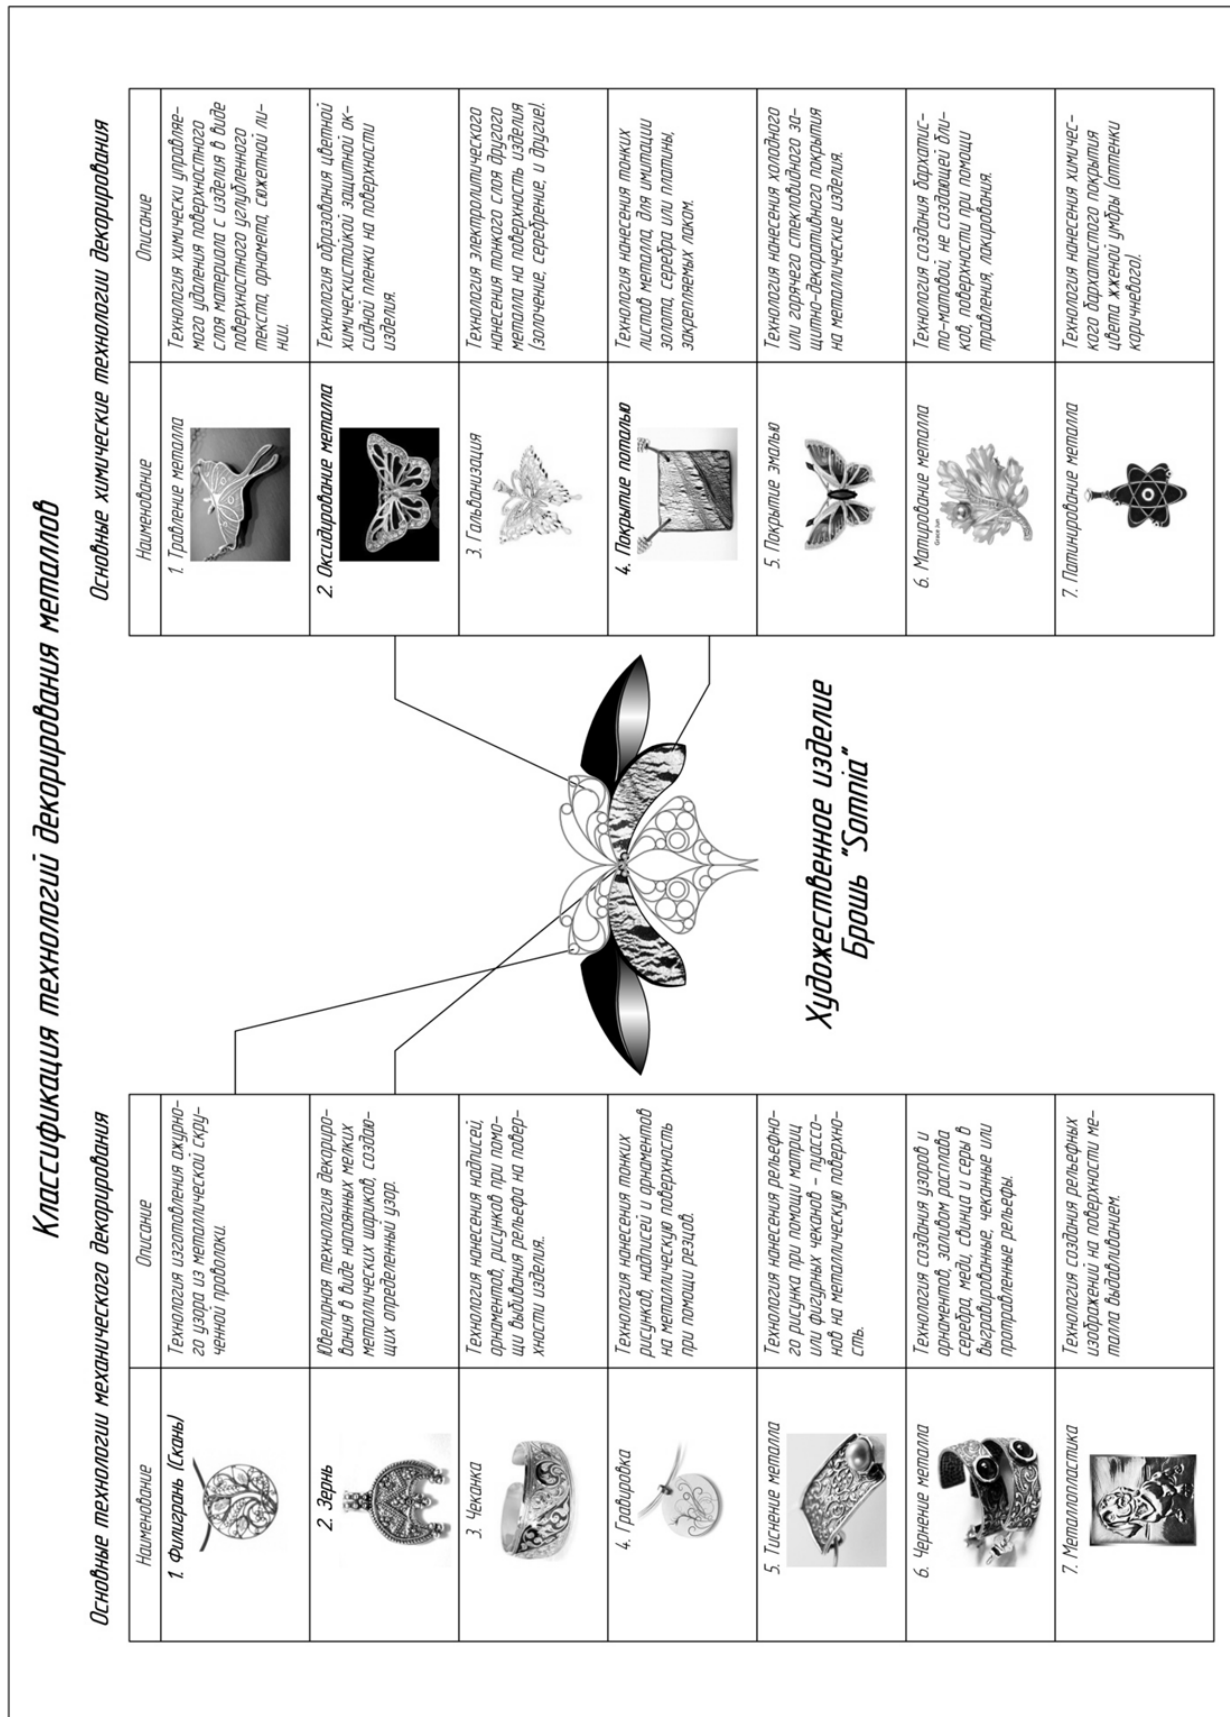 Классификация технологий декорирования металлов
Основные технологии механического декорирования
Наименование
Описание
1. Филигрань (Скань)
Технология изготовления ажурно-
го узора из металлической скру-
ченной проволоки.
2. Зернь
Ювелирная технология декориро-
вания в виде напаянных мелких
металлических шариков, создаю-
щих определенный узор.
3. Чеканка
Технология нанесения надписей,
орнаментов, рисунков при помо-
щи выбивания рельефа на повер-
хности изделия..
4. Гравировка
Технология нанесения тонких
рисунков, надписей и орнаментов
на металлическую поверхность
при помощи резцов.
5. Тиснение металла
Технология нанесения рельефно-
го рисунка при помощи матриц
или фигурных чеканов - пуассо-
нов на металлическую поверхно-
сть.
6. Чернение металла
Технология создания узоров и
орнаментов, заливом расплава
серебра, меди, свинца и серы в
выгравированные, чеканные или
протравленные рельефы.
7. Металлопластика
Технология создания рельефных
изображений на поверхности ме-
талла выдавливанием.
Художественное изделие
Брошь "Somnia"
Основные химические технологии декорирования
Наименование
Описание
1. Травление металла
Технология химически управляе-
мого удаления поверхностного
слоя материала с изделия в виде
поверхностного углубленного
текста, орнамета, сюжетной ли-
нии.
2. Оксидирование металла
Технология образования цветной
химическистойкой защитной ок-
сидной пленки на поверхности
изделия.
3. Гальванизация
Технология электролитического
нанесения тонкого слоя другого
металла на поверхность изделия
(золочение, серебрение, и другие).
4. Покрытие поталью
Технология нанесения тонких
листов металла, для имитации
золота, серебра или платины,
закрепляемых лаком.
5. Покрытие эмалью
Технология нанесения холодного
или горячего стекловидного за-
щитно-декоративного покрытия
на металлические изделия.
6. Матирование металла
Grace Jun
Технология создания бархатис-
то-матовой, не создающей бли-
ков, поверхности при помощи
травления, лакирования.
7. Патинирование металла
Технология нанесения химичес-
кого бархатистого покрытия
цвета жженой умбры (оттенки
коричневого).